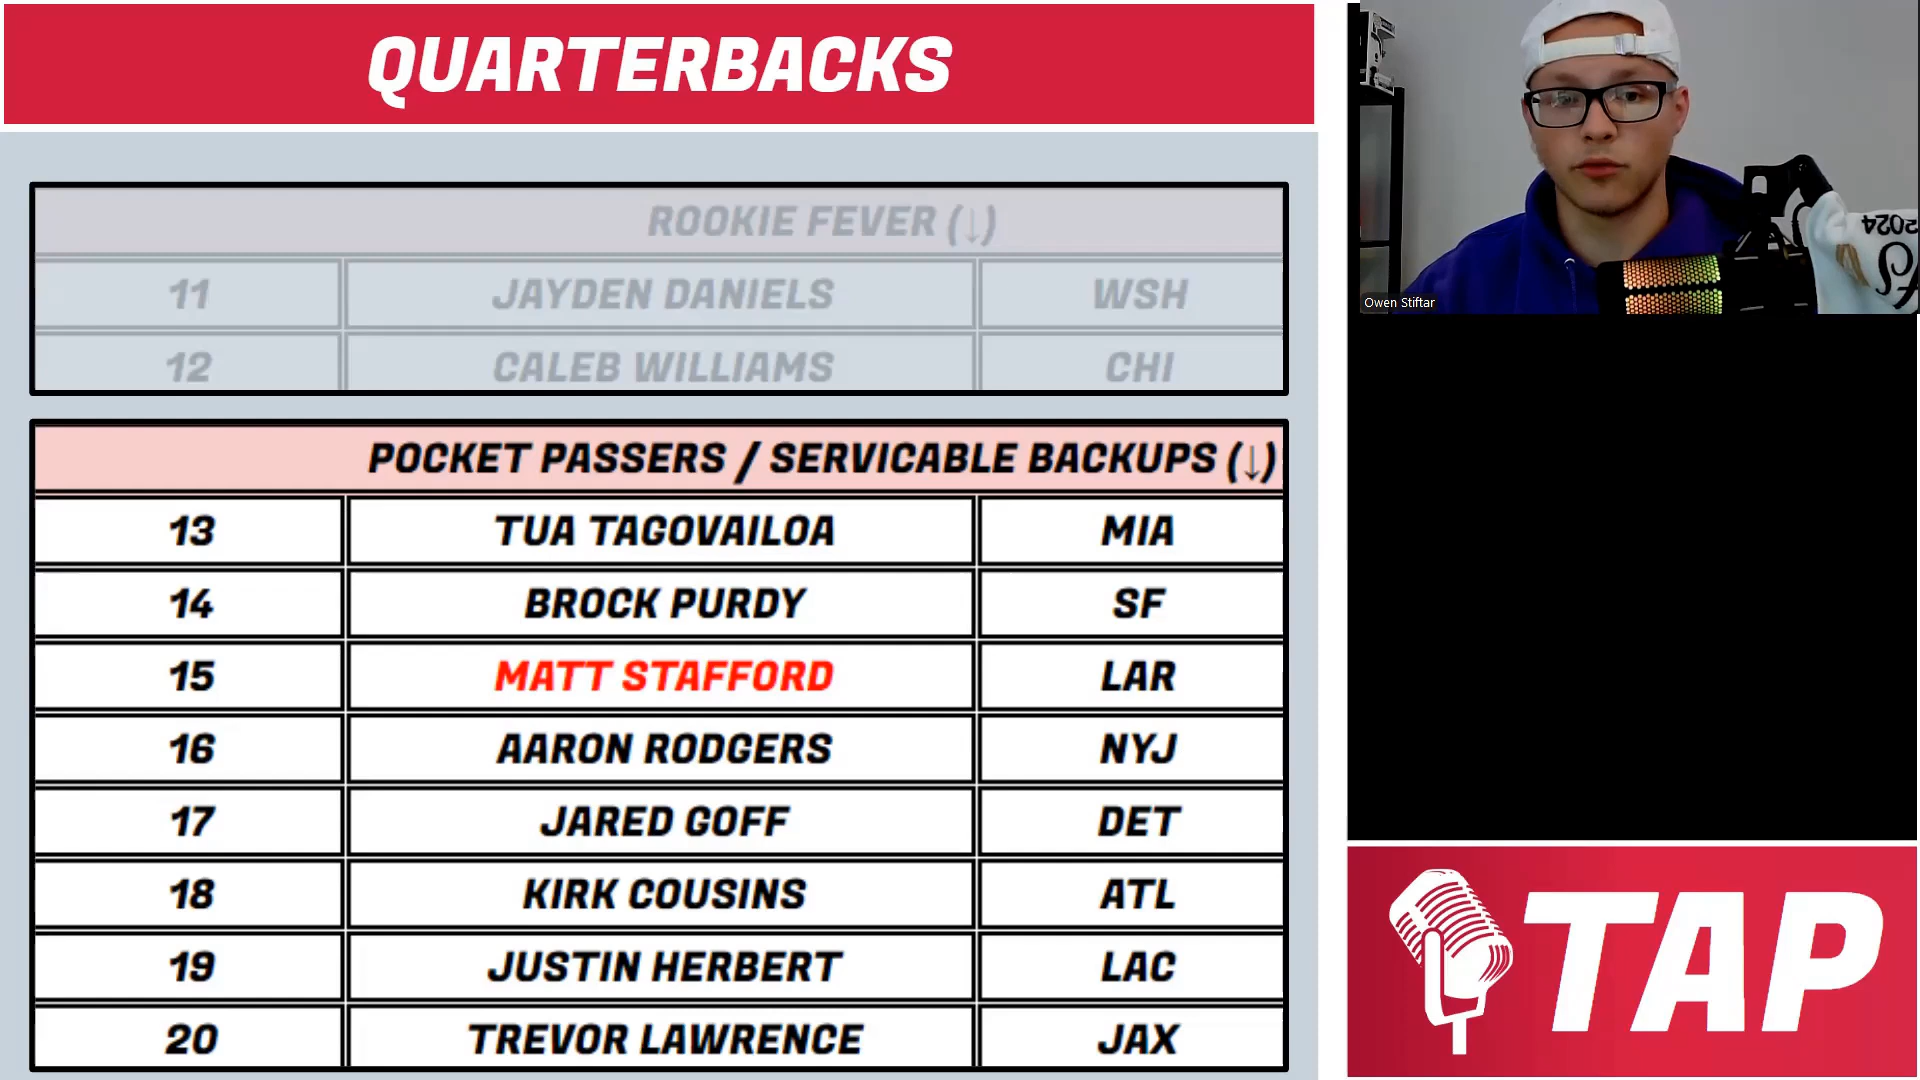 QUARTERBACKS
ROOKIE FEVER (↓)
11 JAYDEN DANIELS WSH
12 CALEB WILLIAMS CHI
POCKET PASSERS / SERVICABLE BACKUPS (↓)
13 TUA TAGOVAILOA MIA
14 BROCK PURDY SF
15 MATT STAFFORD LAR
16 AARON RODGERS NYJ
17 JARED GOFF DET
18 KIRK COUSINS ATL
19 JUSTIN HERBERT LAC
20 TREVOR LAWRENCE JAX
2024
Owen Stiftar
TAP